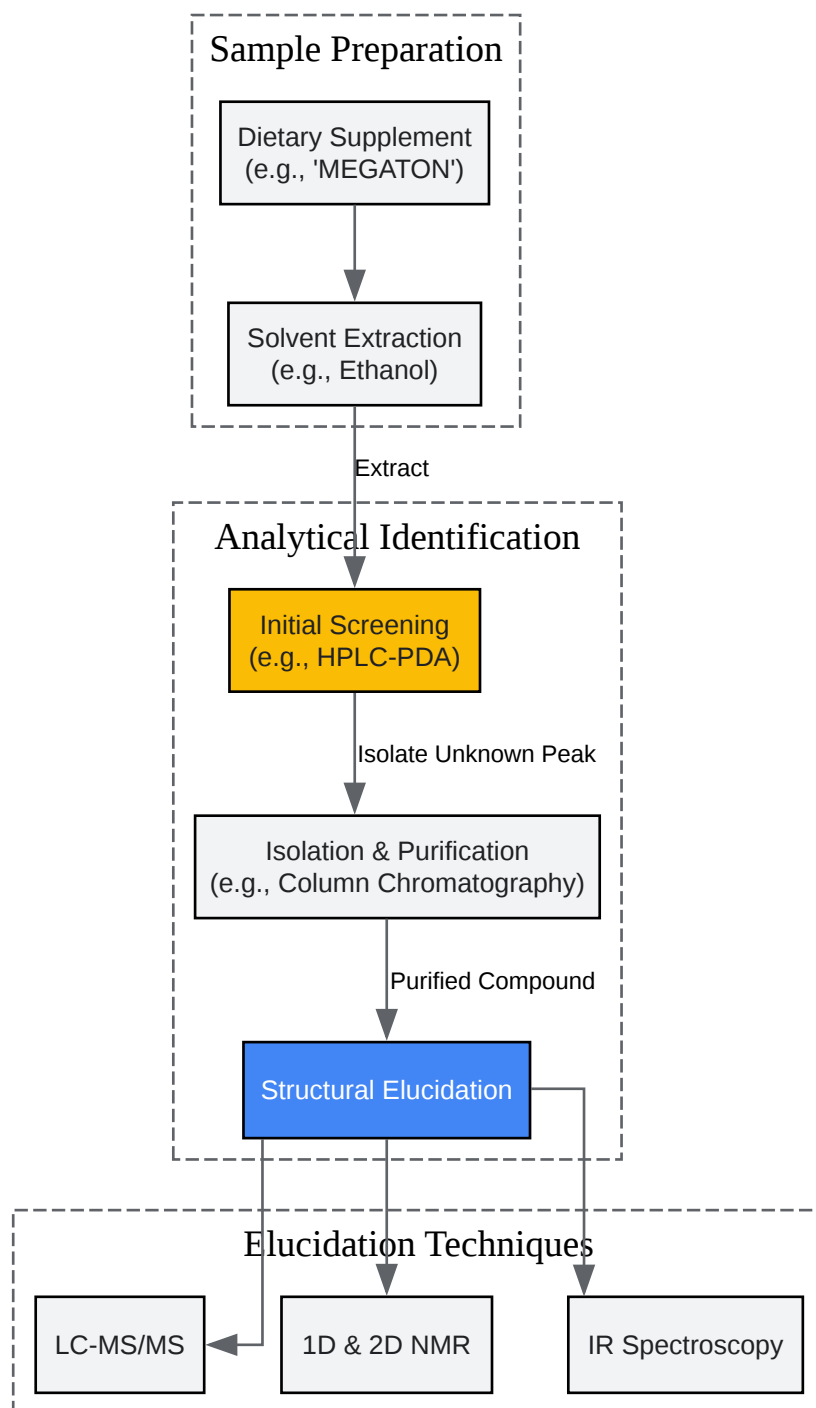 Sample Preparation
Dietary Supplement
(e.g., 'MEGATON')
Solvent Extraction
(e.g., Ethanol)
Extract
Analytical Identification
Initial Screening
(e.g., HPLC-PDA)
Isolate Unknown Peak
Isolation & Purification
(e.g., Column Chromatography)
Purified Compound
Structural Elucidation
Elucidation Techniques
LC-MS/MS
1D & 2D NMR
IR Spectroscopy